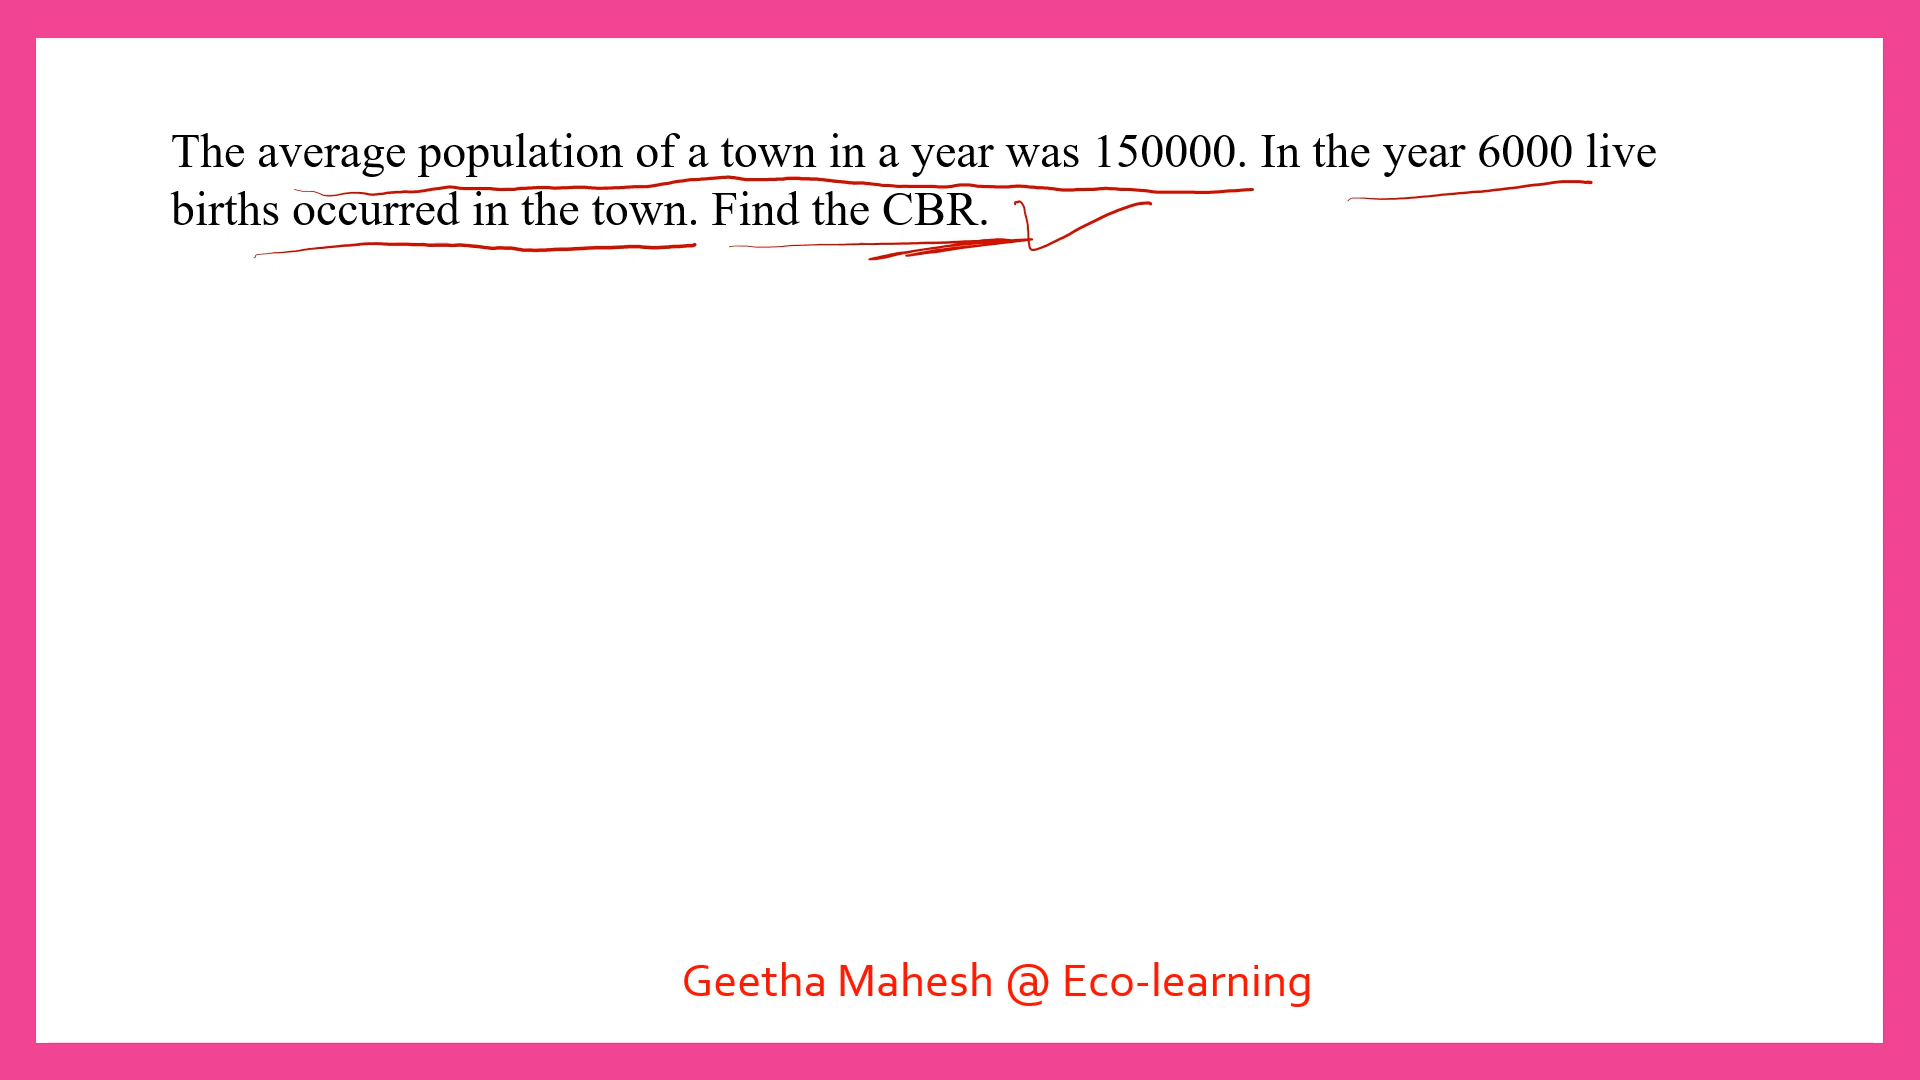 The average population of a town in a year was 150000. In the year 6000 live
births occurred in the town. Find the CBR.
Geetha Mahesh @ Eco-learning